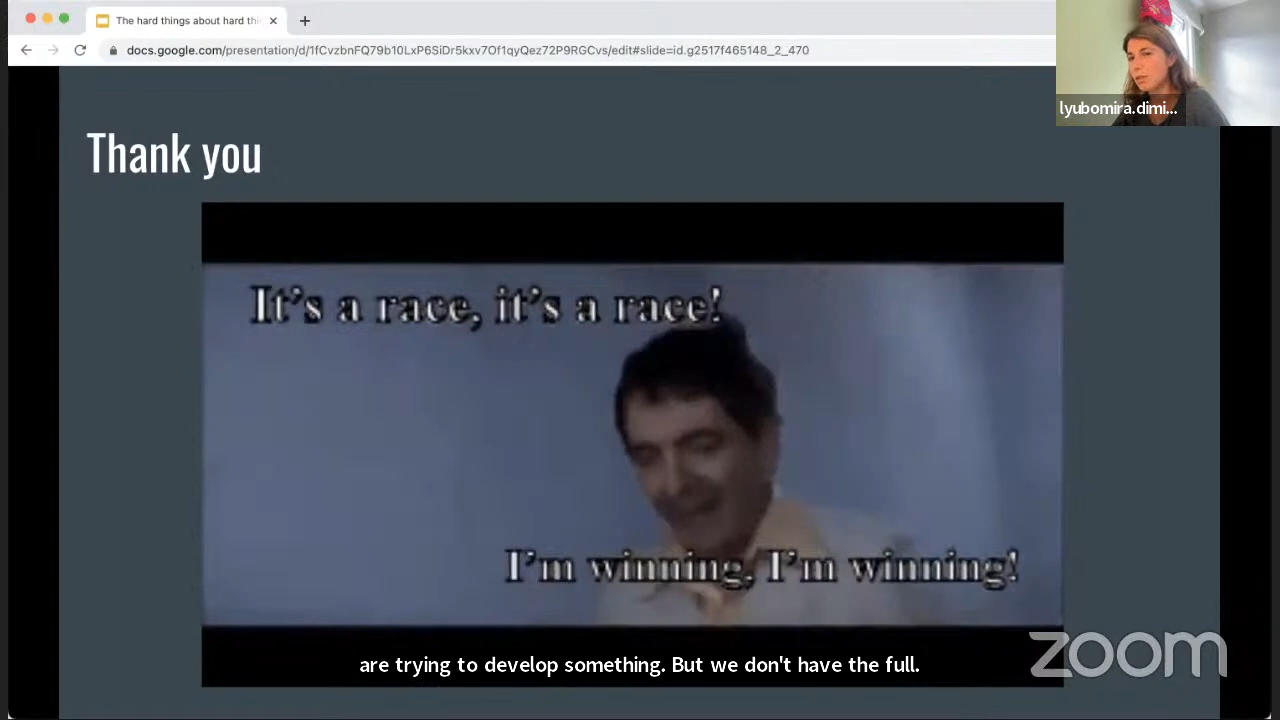 The hard things about hard thi
docs.google.com/presentation/d/1fCvzbnFQ79b10LxP6SiDr5kxv7Of1qyQez72P9RGCvs/edit#slide=id.g2517f465148_2_470
lyubomira.dimi...
Thank you
It's a race, it's a race!
I'm winning, I'm winning!
are trying to develop something. But we don't have the full.
zoom